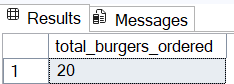 Results Messages
total_burgers_ordered
1 20